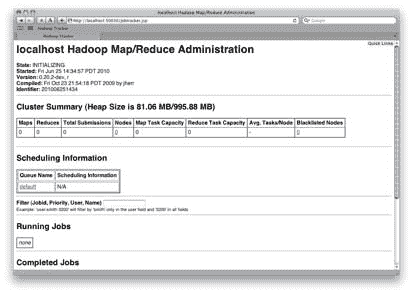 localhost Hadoop Map/Reduce Administration
http://localhost:50030/jobtracker.jsp
Google
Hadoop Tracker
Hadoop Tracker
Quick Links
localhost Hadoop Map/Reduce Administration
State: INITIALIZING
Started: Fri Jun 25 14:34:57 PDT 2010
Version: 0.20.2-dev, r
Compiled: Fri Oct 23 21:54:18 PDT 2009 by jherr
Identifier: 201006251434
Cluster Summary (Heap Size is 81.06 MB/995.88 MB)
Maps Reduces Total Submissions Nodes Map Task Capacity Reduce Task Capacity Avg. Tasks/Node Blacklisted Nodes
0 0 0 0 0 0 - 0
Scheduling Information
Queue Name Scheduling Information
default N/A
Filter (Jobid, Priority, User, Name)
Example: 'user:smith 3200' will filter by 'smith' only in the user field and '3200' in all fields
Running Jobs
none
Completed Jobs